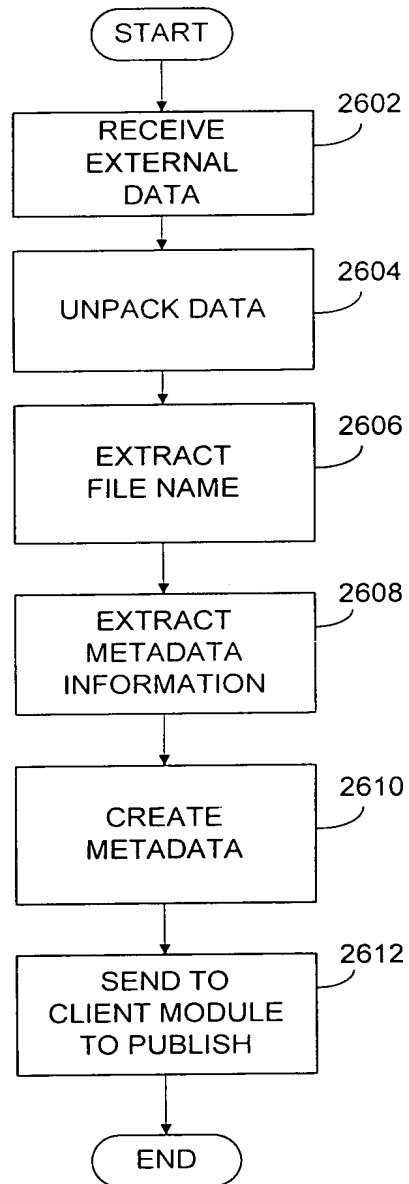 START
2602
RECEIVE
EXTERNAL
DATA
2604
UNPACK DATA
2606
EXTRACT
FILE NAME
2608
EXTRACT
METADATA
INFORMATION
2610
CREATE
METADATA
2612
SEND TO
CLIENT MODULE
TO PUBLISH
END